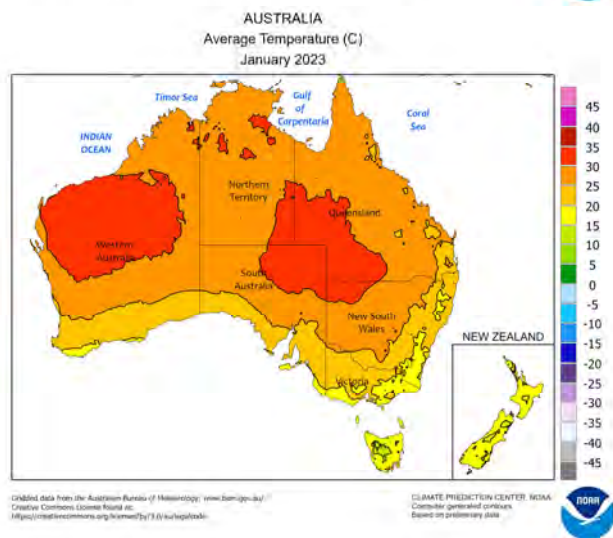 AUSTRALIA
Average Temperature (C)
January 2023
Timor Sea
Gulf
of
Carpentaria
Coral
Sea
INDIAN
OCEAN
Northern
Territory
Queensland
Western
Australia
South
Australia
New South
Wales
Victoria
45
40
35
30
25
20
15
10
5
0
-5
-10
-15
-20
-25
-30
-35
-40
-45
NEW ZEALAND
Gridded data from the Australian Bureau of Meteorology; www.bom.gov.au/
Creative Commons License found at:
CLIMATE PREDICTION CENTER, NOAA
Computer generated contours
Based on preliminary data
NOAA